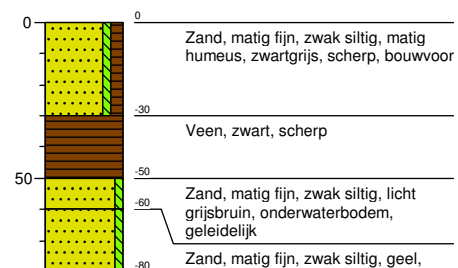 0
0
Zand, matig fijn, zwak siltig, matig
humeus, zwartgrijs, scherp, bouwvoor
-30
Veen, zwart, scherp
50
-50
Zand, matig fijn, zwak siltig, licht
grijsbruin, onderwaterbodem,
geleidelijk
-60
Zand, matig fijn, zwak siltig, geel,
-80